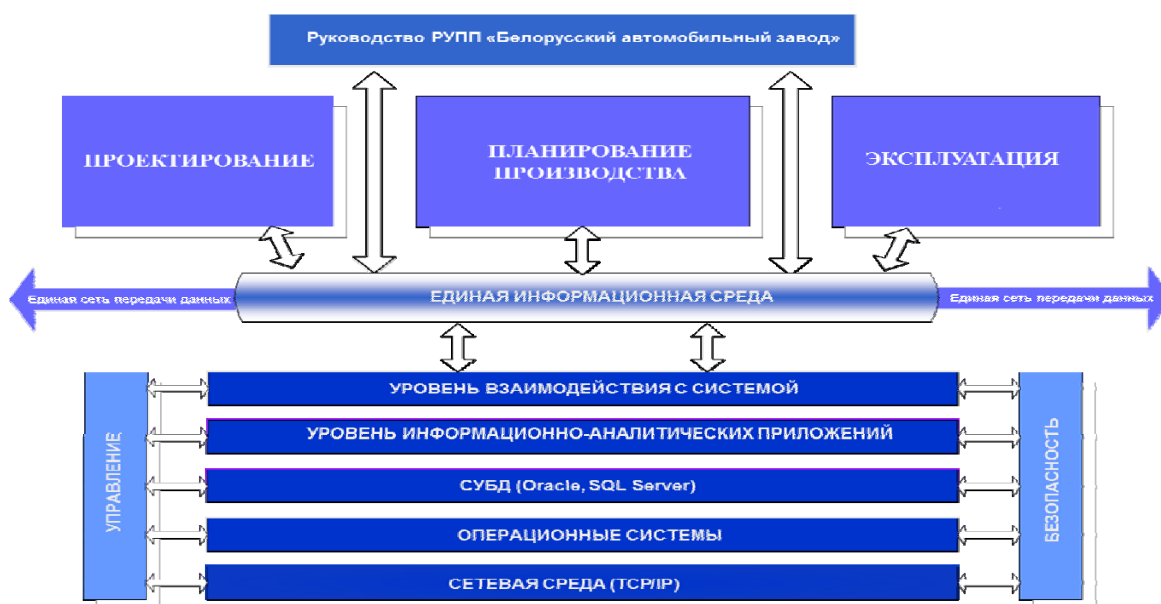 Руководство РУПП «Белорусский автомобильный завод»
ПРОЕКТИРОВАНИЕ
ПЛАНИРОВАНИЕ
ПРОИЗВОДСТВА
ЭКСПЛУАТАЦИЯ
Единая сеть передачи данных
ЕДИНАЯ ИНФОРМАЦИОННАЯ СРЕДА
Единая сеть передачи данных
УПРАВЛЕНИЕ
УРОВЕНЬ ВЗАИМОДЕЙСТВИЯ С СИСТЕМОЙ
УРОВЕНЬ ИНФОРМАЦИОННО-АНАЛИТИЧЕСКИХ ПРИЛОЖЕНИЙ
СУБД (Oracle, SQL Server)
ОПЕРАЦИОННЫЕ СИСТЕМЫ
СЕТЕВАЯ СРЕДА (TCP/IP)
БЕЗОПАСНОСТЬ